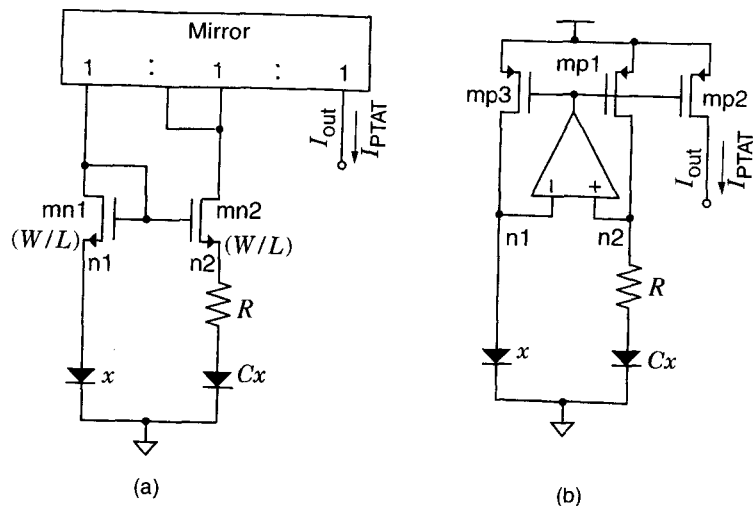 Mirror
1 : 1 : 1
I_out
I_PTAT
mn1
mn2
(W/L)
(W/L)
n1
n2
R
x
Cx
(a)
mp3
mp1
mp2
I_out
I_PTAT
- +
n1
n2
R
x
Cx
(b)